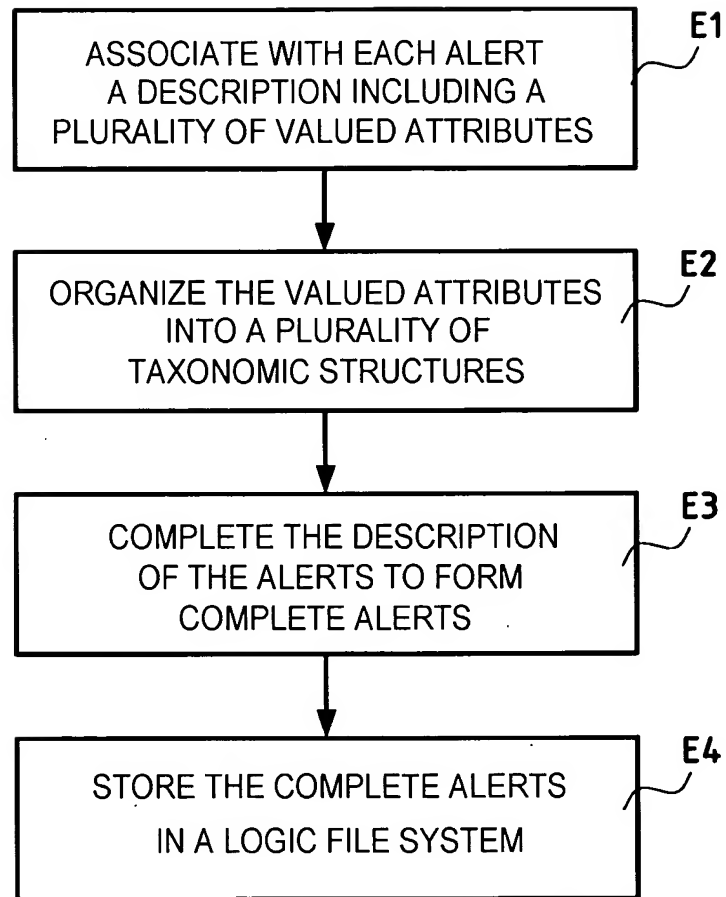 E1
ASSOCIATE WITH EACH ALERT
A DESCRIPTION INCLUDING A
PLURALITY OF VALUED ATTRIBUTES
E2
ORGANIZE THE VALUED ATTRIBUTES
INTO A PLURALITY OF
TAXONOMIC STRUCTURES
E3
COMPLETE THE DESCRIPTION
OF THE ALERTS TO FORM
COMPLETE ALERTS
E4
STORE THE COMPLETE ALERTS
IN A LOGIC FILE SYSTEM